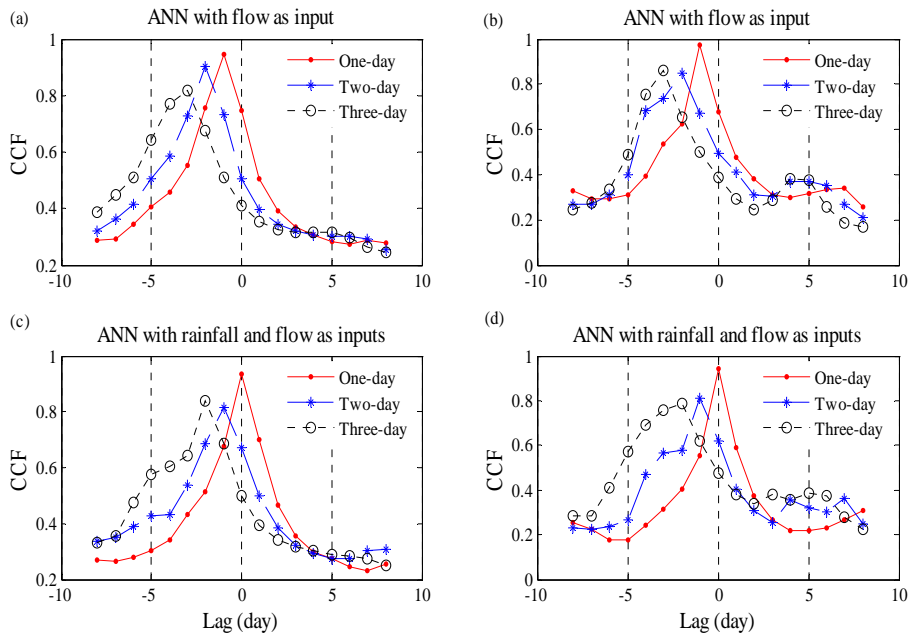 (a)
ANN with flow as input
1
0.8
0.6
0.4
0.2
CCF
One-day
Two-day
Three-day
-10
-5
0
5
10
(b)
ANN with flow as input
1
0.8
0.6
0.4
0.2
0
CCF
One-day
Two-day
Three-day
-10
-5
0
5
10
(c)
ANN with rainfall and flow as inputs
1
0.8
0.6
0.4
0.2
CCF
One-day
Two-day
Three-day
-10
-5
0
5
10
Lag (day)
(d)
ANN with rainfall and flow as inputs
1
0.8
0.6
0.4
0.2
0
CCF
One-day
Two-day
Three-day
-10
-5
0
5
10
Lag (day)